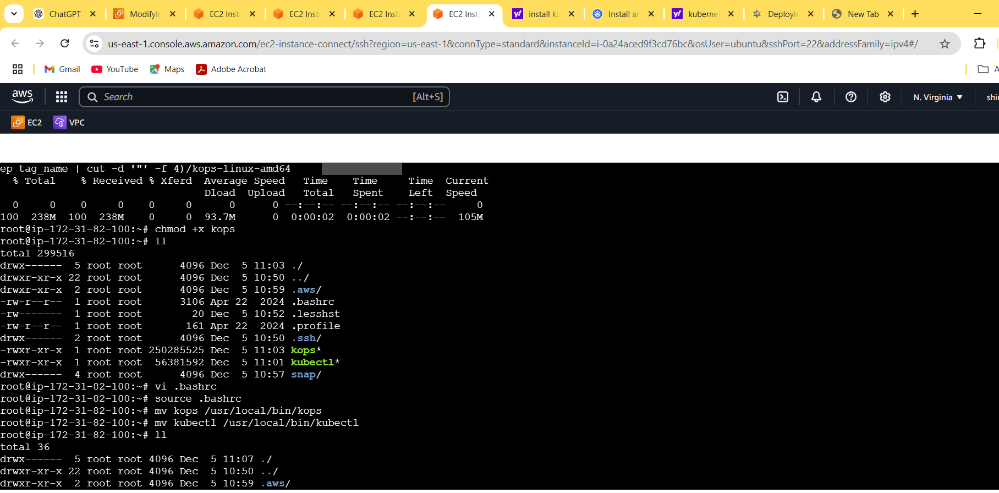 ChatGPT
ModifyIn
EC2 Insta
EC2 Insta
EC2 Insta
EC2 Insta
install ku
Install an
kubernet
Deployin
New Tab
us-east-1.console.aws.amazon.com/ec2-instance-connect/ssh?region=us-east-1&connType=standard&instanceId=i-0a24aced9f3cd76bc&osUser=ubuntu&sshPort=22&addressFamily=ipv4#/
Gmail YouTube Maps Adobe Acrobat A
aws Search [Alt+S] N. Virginia ▼ shi
EC2 VPC
ep tag_name | cut -d '"' -f 4)/kops-linux-amd64
% Total % Received % Xferd Average Speed Time Time Time Current
Dload Upload Total Spent Left Speed
0 0 0 0 0 0 0 0 --:--:-- --:--:-- --:--:-- 0
100 238M 100 238M 0 0 93.7M 0 0:00:02 0:00:02 --:--:-- 105M
root@ip-172-31-82-100:~# chmod +x kops
root@ip-172-31-82-100:~# ll
total 299516
drwx------ 5 root root 4096 Dec 5 11:03 ./
drwxr-xr-x 22 root root 4096 Dec 5 10:50 ../
drwxr-xr-x 2 root root 4096 Dec 5 10:59 .aws/
-rw-r--r-- 1 root root 3106 Apr 22 2024 .bashrc
-rw------- 1 root root 20 Dec 5 10:52 .lesshst
-rw-r--r-- 1 root root 161 Apr 22 2024 .profile
drwx------ 2 root root 4096 Dec 5 10:50 .ssh/
-rwxr-xr-x 1 root root 250285525 Dec 5 11:03 kops*
-rwxr-xr-x 1 root root 56381592 Dec 5 11:01 kubectl*
drwx------ 4 root root 4096 Dec 5 10:57 snap/
root@ip-172-31-82-100:~# vi .bashrc
root@ip-172-31-82-100:~# source .bashrc
root@ip-172-31-82-100:~# mv kops /usr/local/bin/kops
root@ip-172-31-82-100:~# mv kubectl /usr/local/bin/kubectl
root@ip-172-31-82-100:~# ll
total 36
drwx------ 5 root root 4096 Dec 5 11:07 ./
drwxr-xr-x 22 root root 4096 Dec 5 10:50 ../
drwxr-xr-x 2 root root 4096 Dec 5 10:59 .aws/